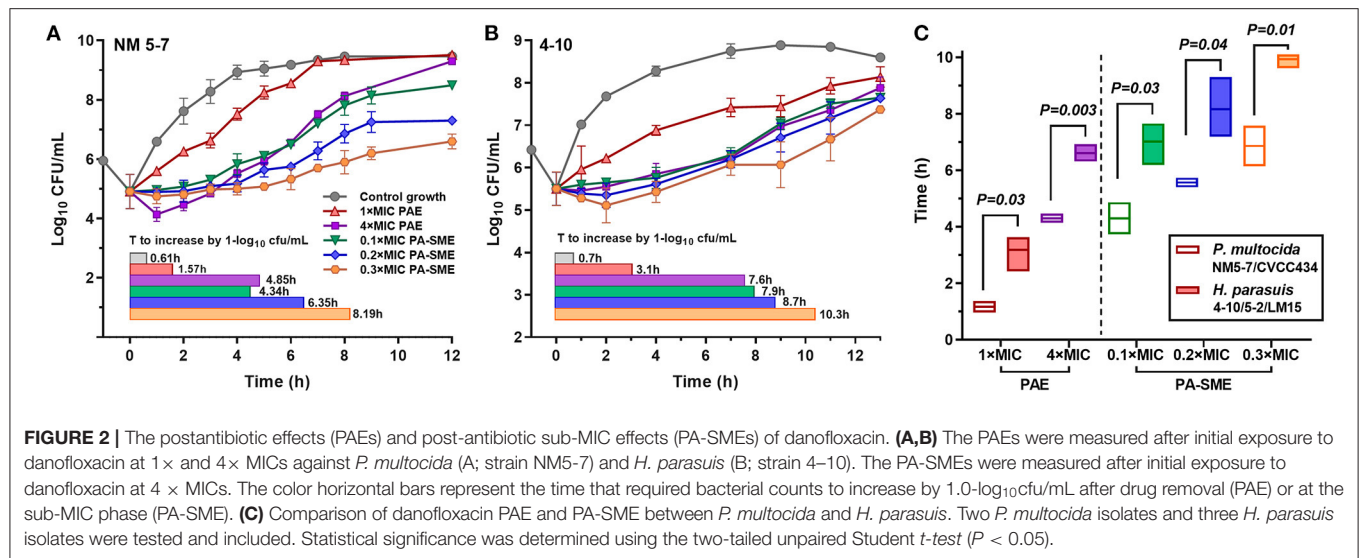 A
NM 5-7
10
8
6
4
2
Log10 CFU/mL
Control growth
1×MIC PAE
4×MIC PAE
0.1×MIC PA-SME
0.2×MIC PA-SME
0.3×MIC PA-SME
T to increase by 1-log10 cfu/mL
0.61h
1.57h
4.85h
4.34h
6.35h
8.19h
0 2 4 6 8 12
Time (h)
B
4-10
9
8
7
6
5
4
3
2
Log10 CFU/mL
T to increase by 1-log10 cfu/mL
0.7h
3.1h
7.6h
7.9h
8.7h
10.3h
0 2 4 6 8 10 13
Time (h)
C
P=0.03
P=0.003
P=0.03
P=0.04
P=0.01
10
8
6
4
2
0
Time (h)
P. multocida
NM5-7/CVCC434
H. parasuis
4-10/5-2/LM15
1×MIC 4×MIC 0.1×MIC 0.2×MIC 0.3×MIC
PAE PA-SME
FIGURE 2 | The postantibiotic effects (PAEs) and post-antibiotic sub-MIC effects (PA-SMEs) of danofloxacin. (A,B) The PAEs were measured after initial exposure to
danofloxacin at 1× and 4× MICs against P. multocida (A; strain NM5-7) and H. parasuis (B; strain 4–10). The PA-SMEs were measured after initial exposure to
danofloxacin at 4 × MICs. The color horizontal bars represent the time that required bacterial counts to increase by 1.0-log10cfu/mL after drug removal (PAE) or at the
sub-MIC phase (PA-SME). (C) Comparison of danofloxacin PAE and PA-SME between P. multocida and H. parasuis. Two P. multocida isolates and three H. parasuis
isolates were tested and included. Statistical significance was determined using the two-tailed unpaired Student t-test (P < 0.05).